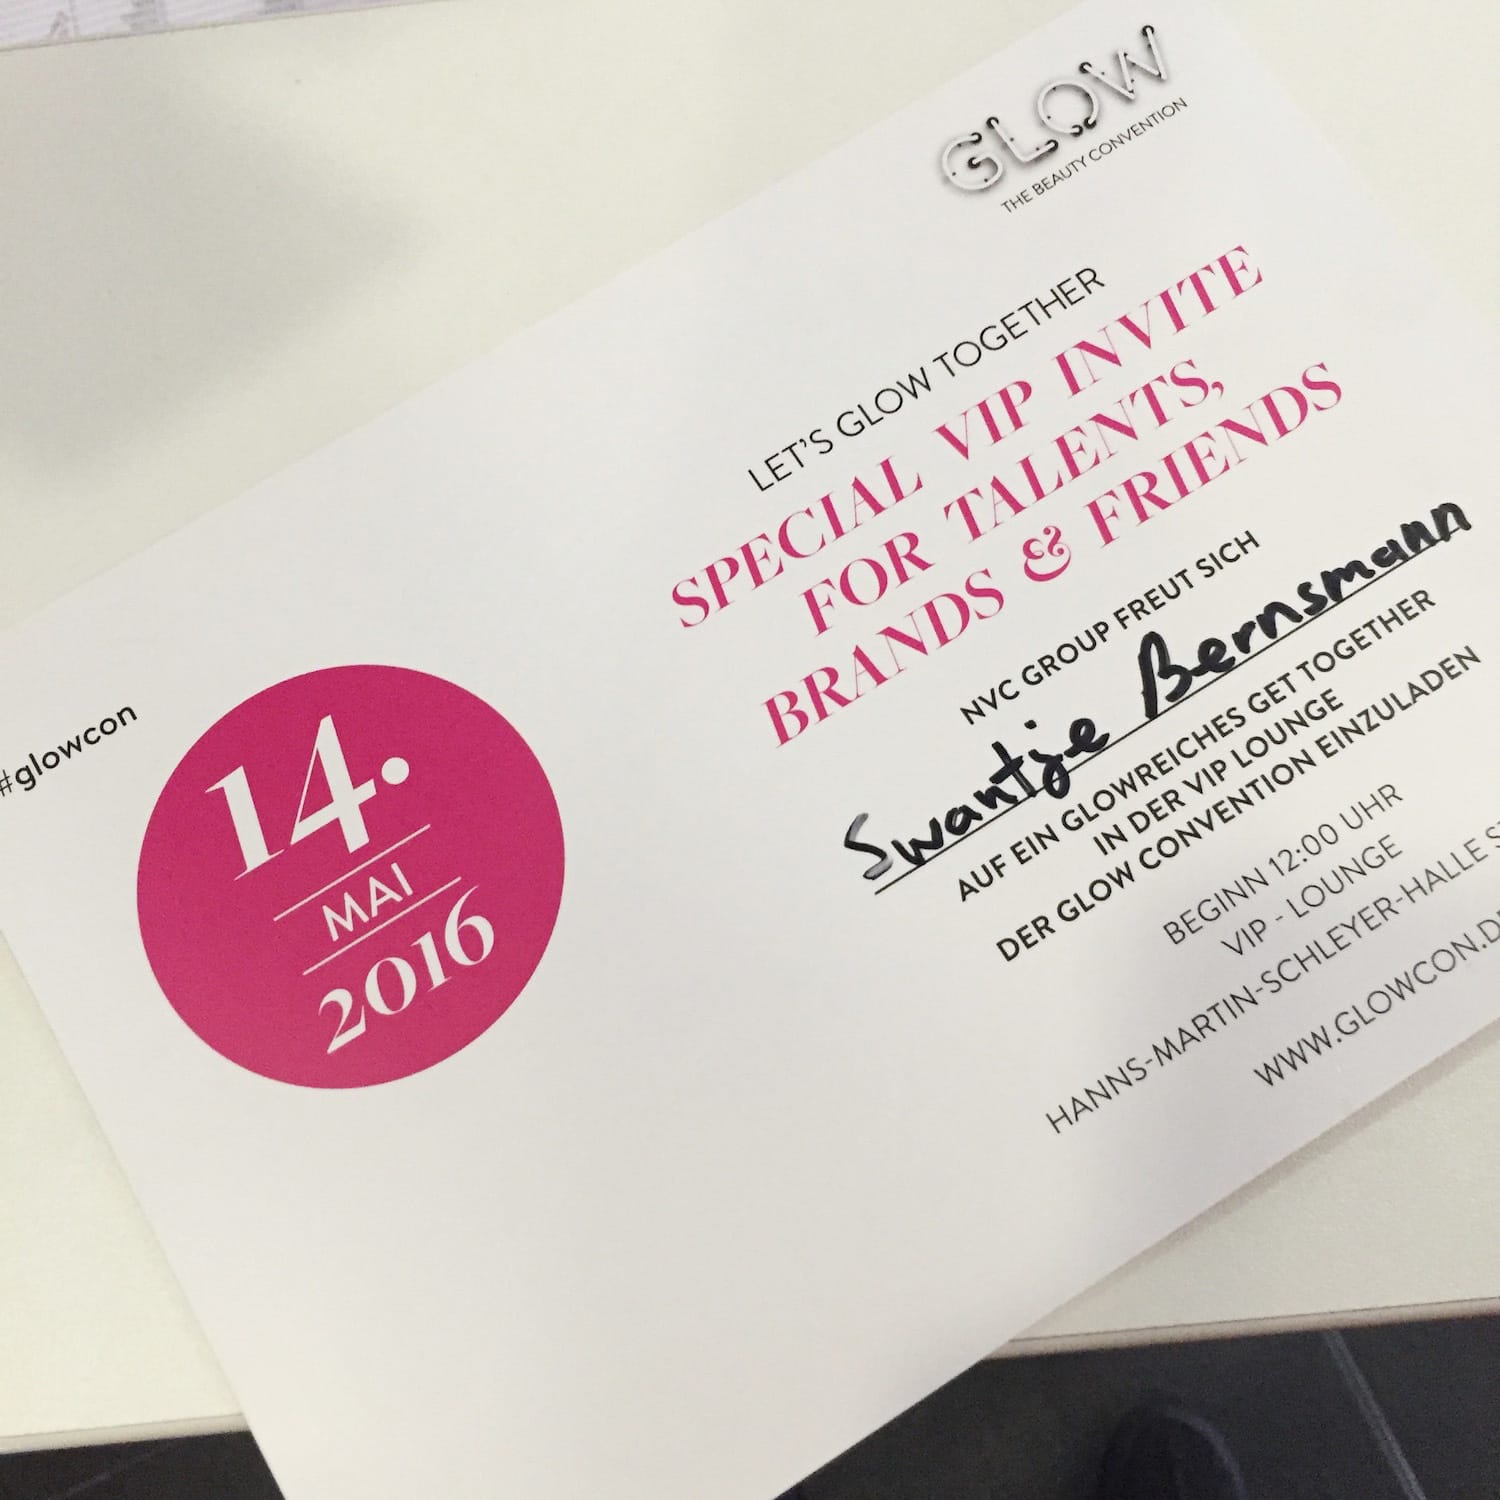 GLOW
THE BEAUTY CONVENTION
LET'S GLOW TOGETHER
SPECIAL VIP INVITE
FOR TALENTS,
BRANDS & FRIENDS
NVC GROUP FREUT SICH
Swantje Bernsmann
AUF EIN GLOWREICHES GET TOGETHER
IN DER VIP LOUNGE
DER GLOW CONVENTION EINZULADEN
BEGINN 12:00 UHR
VIP - LOUNGE
HANNS-MARTIN-SCHLEYER-HALLE
WWW.GLOWCON.D
#glowcon
14.
MAI
2016